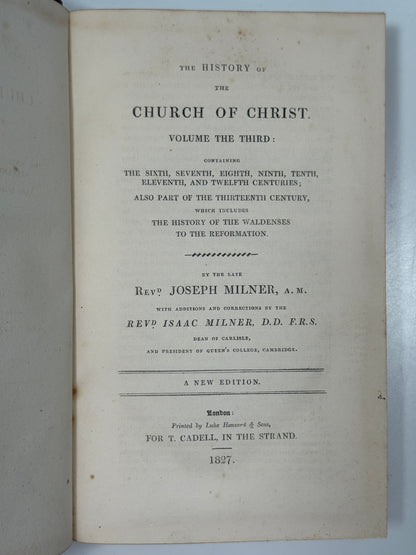 THE HISTORY OF
THE
CHURCH OF CHRIST.
VOLUME THE THIRD:
CONTAINING
THE SIXTH, SEVENTH, EIGHTH, NINTH, TENTH,
ELEVENTH, AND TWELFTH CENTURIES;
ALSO PART OF THE THIRTEENTH CENTURY,
WHICH INCLUDES
THE HISTORY OF THE WALDENSES
TO THE REFORMATION.
BY THE LATE
REVD JOSEPH MILNER, A.M.
WITH ADDITIONS AND CORRECTIONS BY THE
REVD ISAAC MILNER, D.D. F.R.S.
DEAN OF CARLISLE,
AND PRESIDENT OF QUEEN'S COLLEGE, CAMBRIDGE.
A NEW EDITION.
London:
Printed by Luke Hansard & Sons,
FOR T. CADELL, IN THE STRAND.
1827.